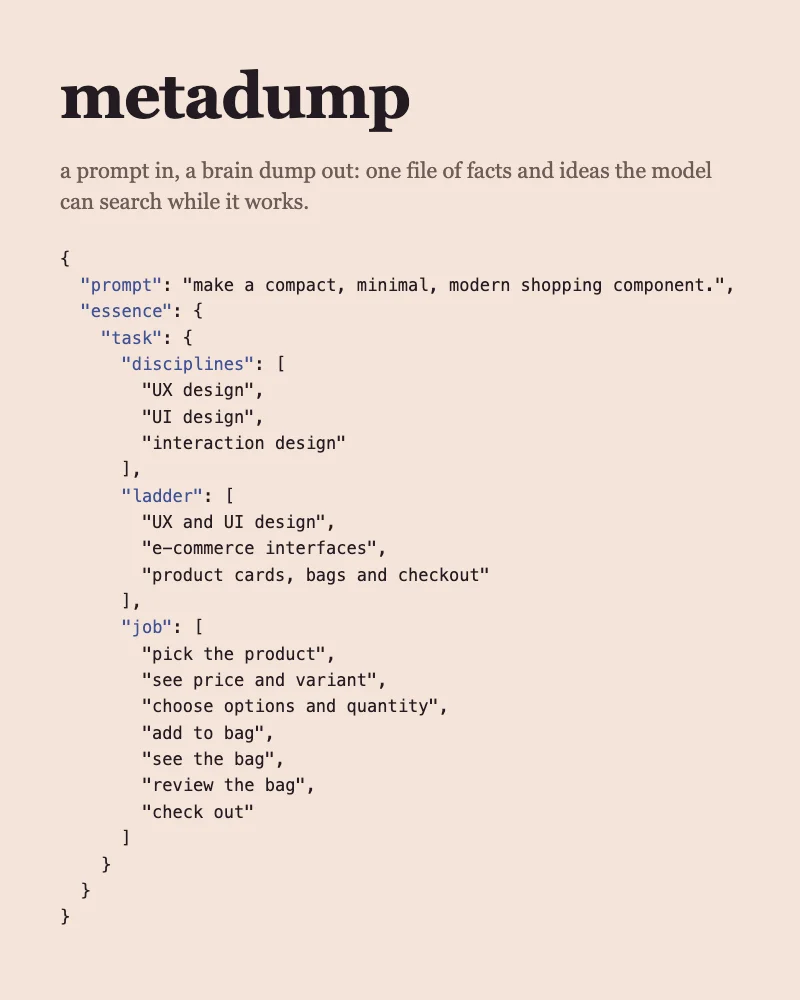 metadump
a prompt in, a brain dump out: one file of facts and ideas the model
can search while it works.
{
  "prompt": "make a compact, minimal, modern shopping component.",
  "essence": {
    "task": {
      "disciplines": [
        "UX design",
        "UI design",
        "interaction design"
      ],
      "ladder": [
        "UX and UI design",
        "e-commerce interfaces",
        "product cards, bags and checkout"
      ],
      "job": [
        "pick the product",
        "see price and variant",
        "choose options and quantity",
        "add to bag",
        "see the bag",
        "review the bag",
        "check out"
      ]
    }
  }
}